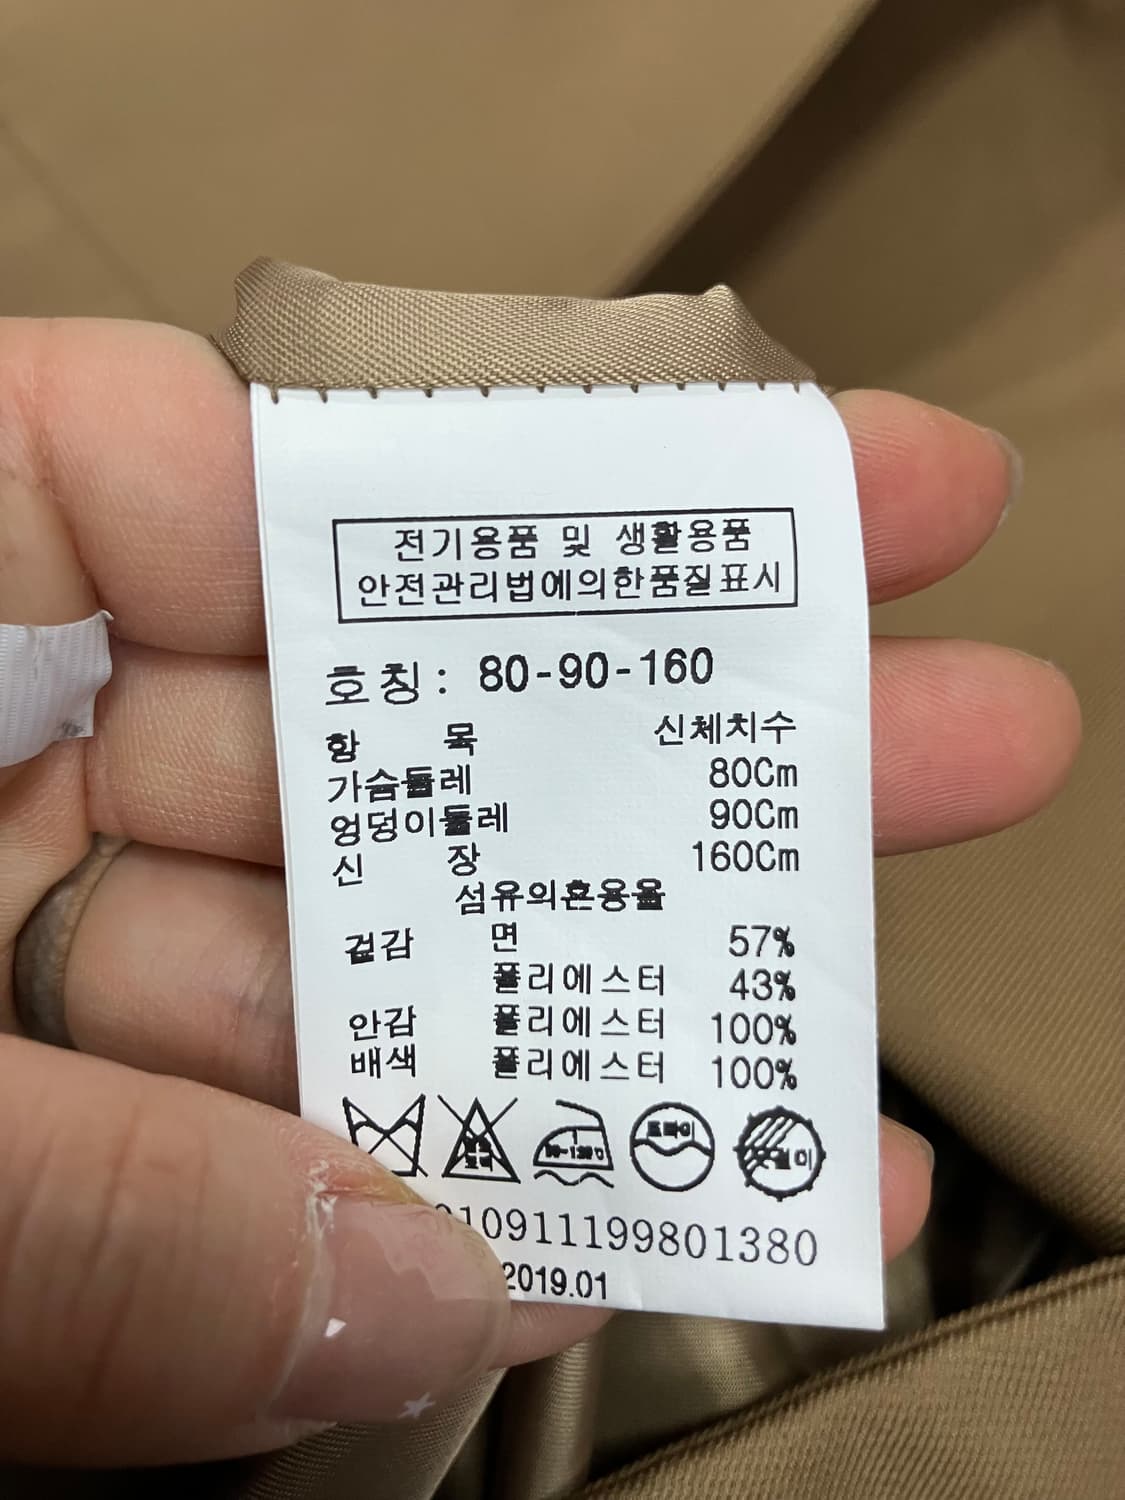 전기용품 및 생활용품
안전관리법에의한품질표시
호칭: 80-90-160
항 목 신체치수
가슴둘레 80Cm
엉덩이둘레 90Cm
신 장 160Cm
섬유의혼용율
겉감 면 57%
폴리에스터 43%
안감 폴리에스터 100%
배색 폴리에스터 100%
드라이
10911199801380
2019.01